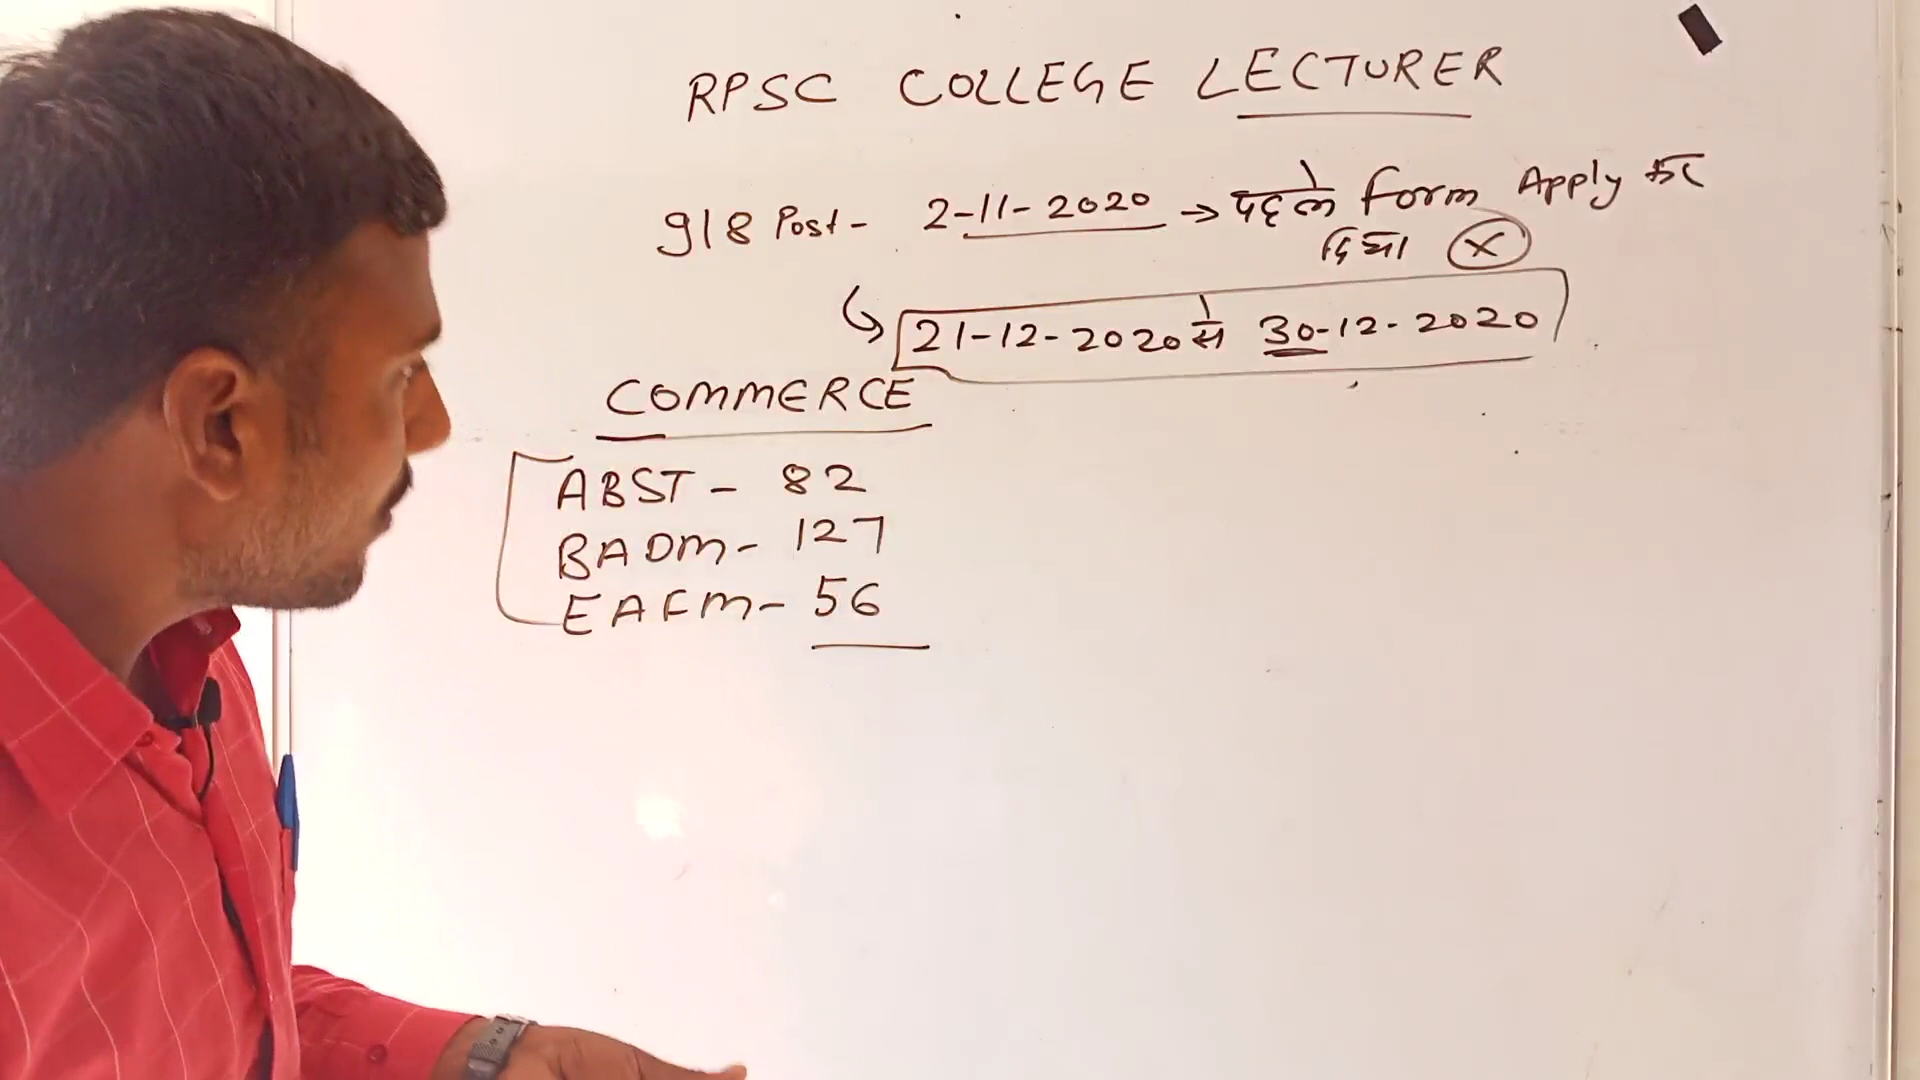 RPSC COLLEGE LECTURER
918 Post - 2-11-2020 → पहले form Apply कर
दिया X
21-12-2020 से 30-12-2020
COMMERCE
ABST - 82
BADM - 127
EAFM - 56